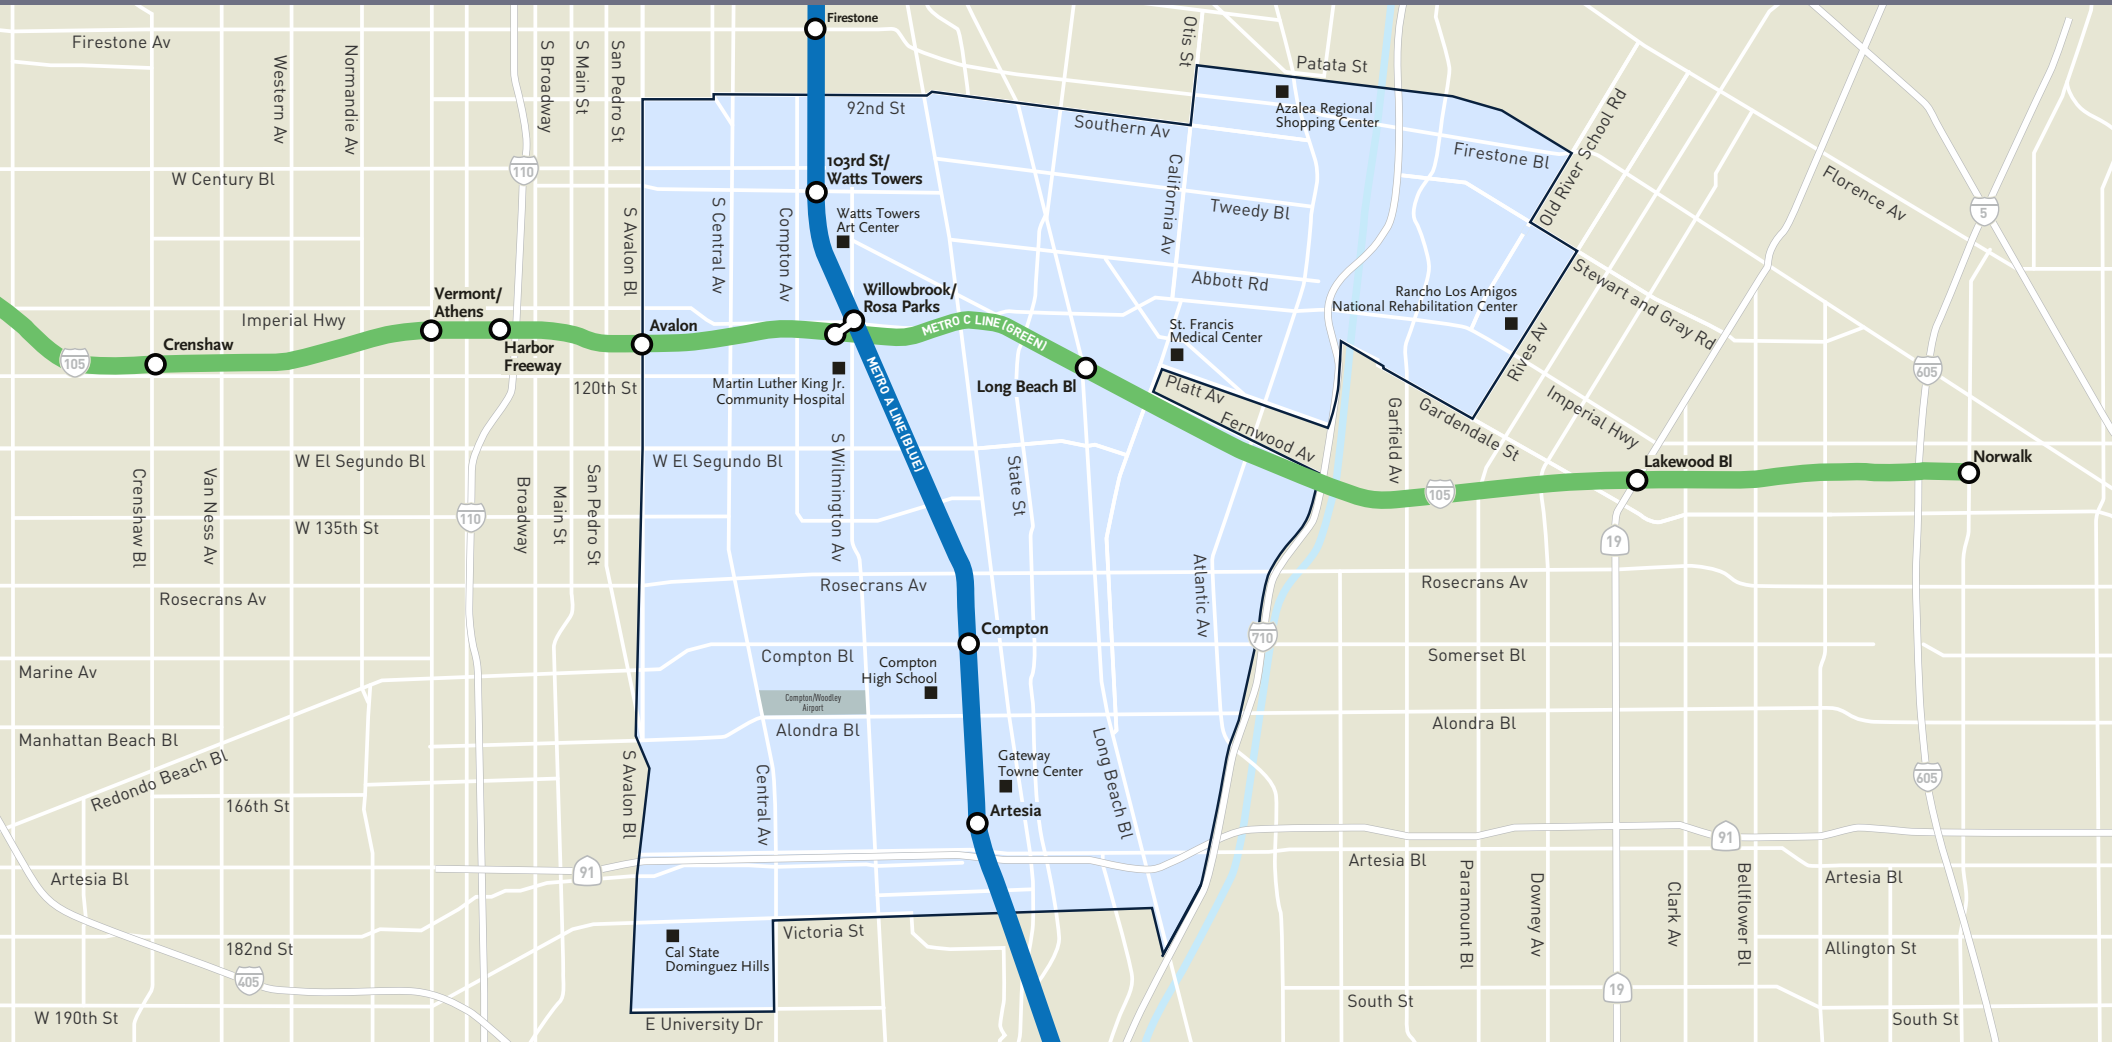 Firestone
Firestone Av
Western Av
Normandie Av
S Broadway
S Main St
San Pedro St
Otis St
Patata St
Azalea Regional
Shopping Center
92nd St
Southern Av
Firestone Bl
Old River School Rd
Florence Av
5
W Century Bl
110
103rd St/
Watts Towers
Watts Towers
Art Center
S Avalon Bl
S Central Av
Compton Av
California Av
Tweedy Bl
Abbott Rd
Stewart and Gray Rd
Rancho Los Amigos
National Rehabilitation Center
Rives Av
Imperial Hwy
Vermont/
Athens
Harbor
Freeway
Crenshaw
105
Avalon
Willowbrook/
Rosa Parks
METRO C LINE (GREEN)
METRO A LINE (BLUE)
St. Francis
Medical Center
Long Beach Bl
Platt Av
Fernwood Av
Martin Luther King Jr.
Community Hospital
120th St
Garfield Av
Gardendale St
Imperial Hwy
605
Lakewood Bl
Norwalk
105
W El Segundo Bl
W El Segundo Bl
Crenshaw Bl
Van Ness Av
W 135th St
110
Broadway
Main St
San Pedro St
S Wilmington Av
State St
Atlantic Av
19
Rosecrans Av
Rosecrans Av
Rosecrans Av
Compton
710
Compton Bl
Compton
High School
Somerset Bl
Marine Av
Compton/Woodley
Airport
Alondra Bl
Alondra Bl
Manhattan Beach Bl
Redondo Beach Bl
166th St
S Avalon Bl
Central Av
Gateway
Towne Center
Artesia
Long Beach Bl
605
91
91
Artesia Bl
Artesia Bl
Artesia Bl
Paramount Bl
Downey Av
Clark Av
Bellflower Bl
182nd St
405
Victoria St
Cal State
Dominguez Hills
Allington St
19
W 190th St
E University Dr
South St
South St